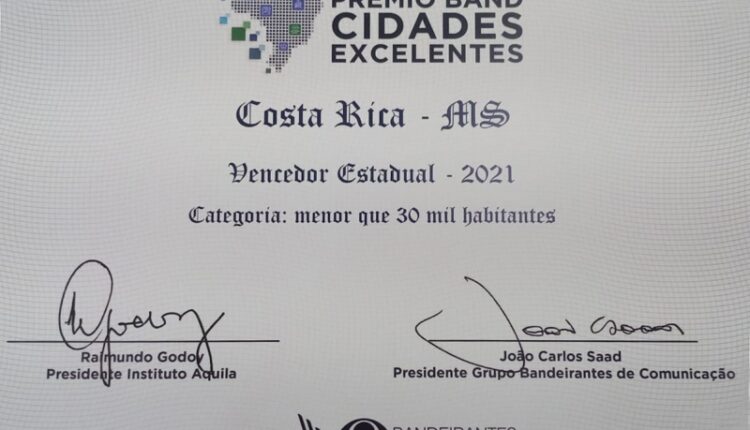 PRÊMIO BAND
CIDADES
EXCELENTES
Costa Rica - MS
Vencedor Estadual - 2021
Categoria: menor que 30 mil habitantes
Raimundo Godoy
Presidente Instituto Aquila
João Carlos Saad
Presidente Grupo Bandeirantes de Comunicação
BANDEIRANTES